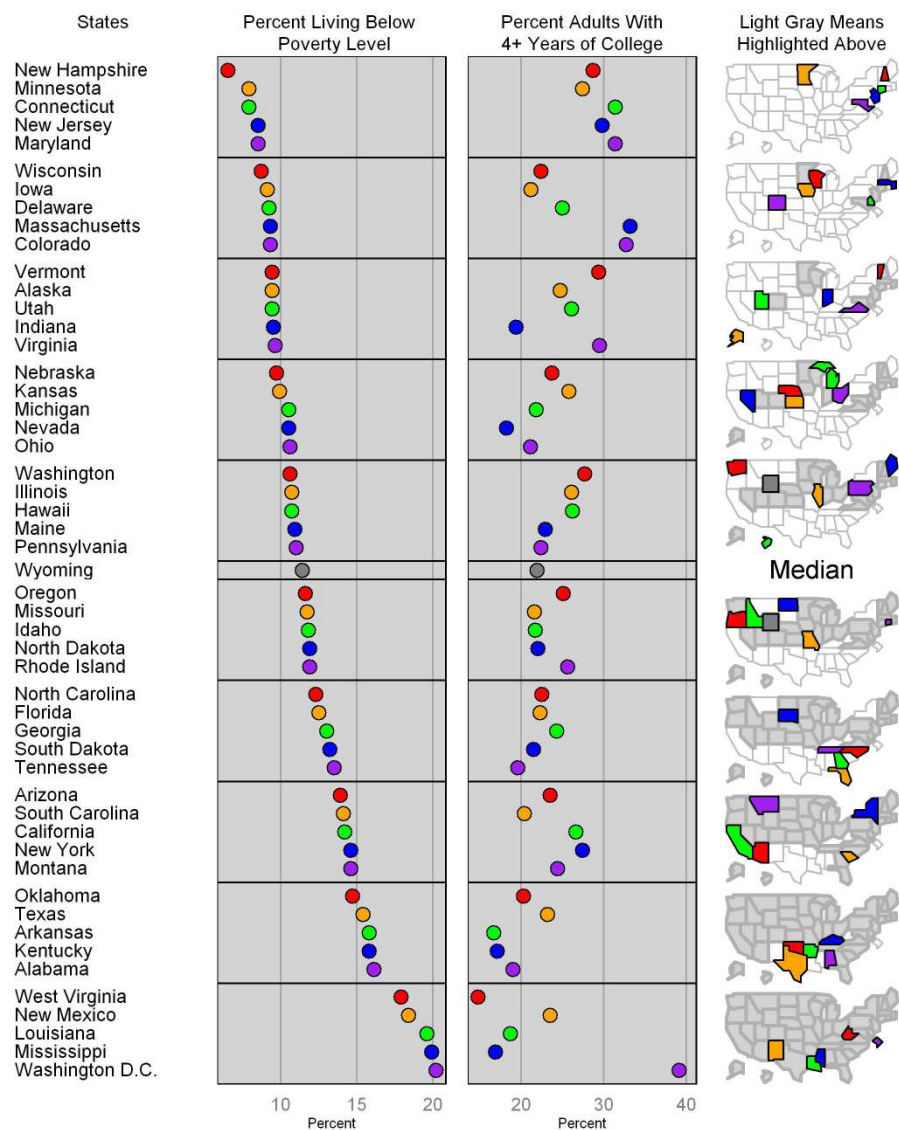 States
Percent Living Below
Poverty Level
Percent Adults With
4+ Years of College
Light Gray Means
Highlighted Above
New Hampshire
Minnesota
Connecticut
New Jersey
Maryland
Wisconsin
Iowa
Delaware
Massachusetts
Colorado
Vermont
Alaska
Utah
Indiana
Virginia
Nebraska
Kansas
Michigan
Nevada
Ohio
Washington
Illinois
Hawaii
Maine
Pennsylvania
Wyoming
Median
Oregon
Missouri
Idaho
North Dakota
Rhode Island
North Carolina
Florida
Georgia
South Dakota
Tennessee
Arizona
South Carolina
California
New York
Montana
Oklahoma
Texas
Arkansas
Kentucky
Alabama
West Virginia
New Mexico
Louisiana
Mississippi
Washington D.C.
10 15 20
Percent
20 30 40
Percent